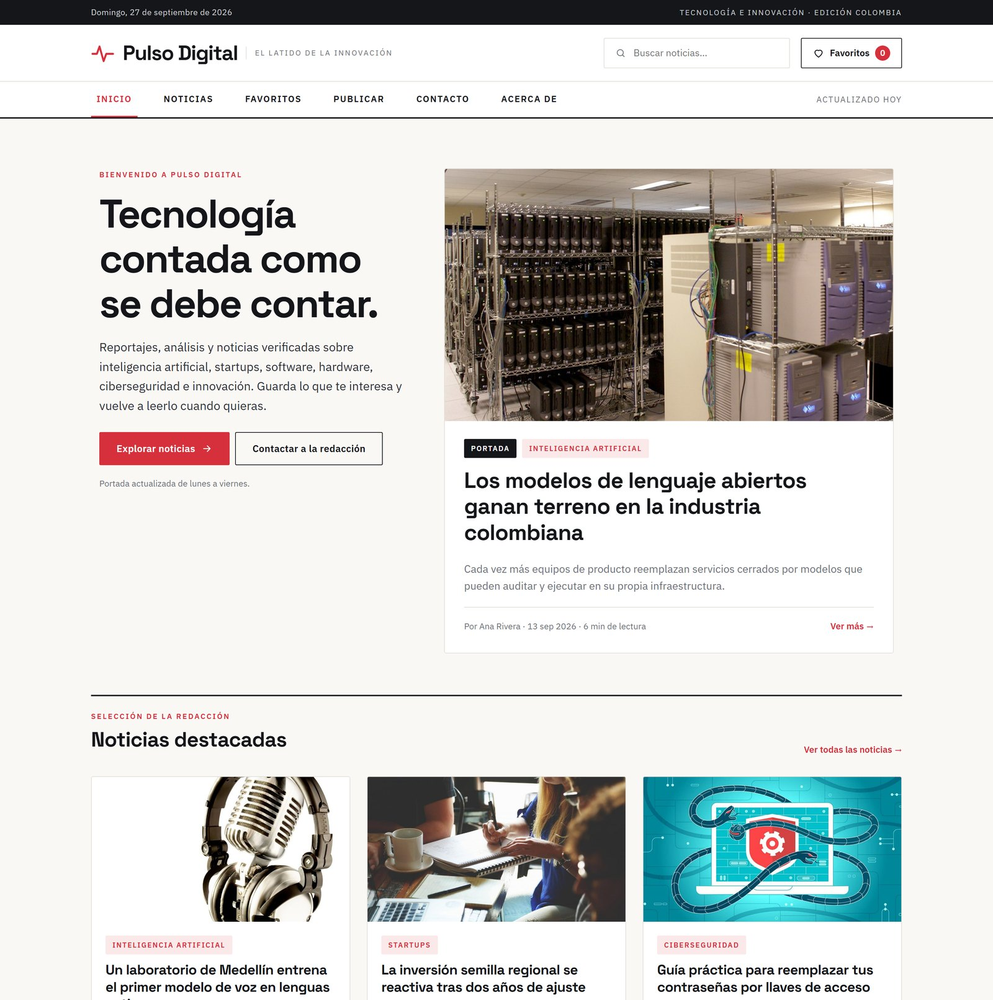 Domingo, 27 de septiembre de 2026
TECNOLOGÍA E INNOVACIÓN · EDICIÓN COLOMBIA
Pulso Digital
EL LATIDO DE LA INNOVACIÓN
Buscar noticias...
Favoritos 0
INICIO
NOTICIAS
FAVORITOS
PUBLICAR
CONTACTO
ACERCA DE
ACTUALIZADO HOY
BIENVENIDO A PULSO DIGITAL
Tecnología
contada como
se debe contar.
Reportajes, análisis y noticias verificadas sobre
inteligencia artificial, startups, software, hardware,
ciberseguridad e innovación. Guarda lo que te interesa y
vuelve a leerlo cuando quieras.
Explorar noticias →
Contactar a la redacción
Portada actualizada de lunes a viernes.
PORTADA
INTELIGENCIA ARTIFICIAL
Los modelos de lenguaje abiertos
ganan terreno en la industria
colombiana
Cada vez más equipos de producto reemplazan servicios cerrados por modelos que
pueden auditar y ejecutar en su propia infraestructura.
Por Ana Rivera · 13 sep 2026 · 6 min de lectura
Ver más →
SELECCIÓN DE LA REDACCIÓN
Noticias destacadas
Ver todas las noticias →
INTELIGENCIA ARTIFICIAL
Un laboratorio de Medellín entrena
el primer modelo de voz en lenguas
STARTUPS
La inversión semilla regional se
reactiva tras dos años de ajuste
CIBERSEGURIDAD
Guía práctica para reemplazar tus
contraseñas por llaves de acceso